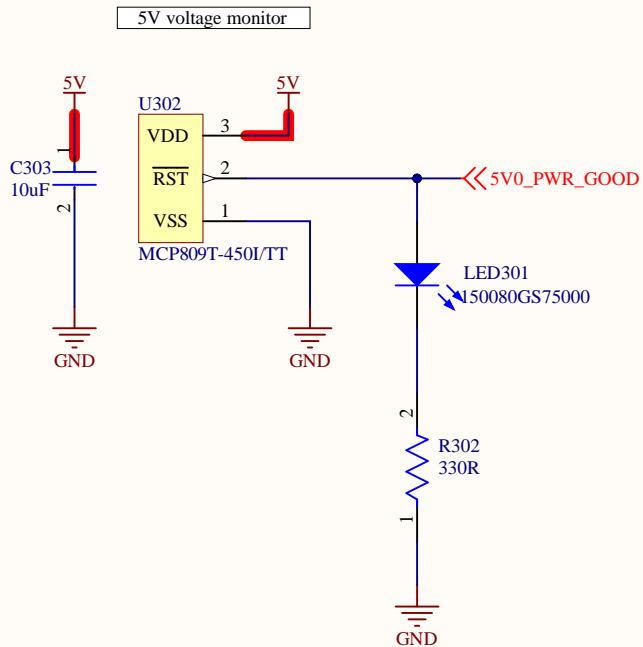 5V voltage monitor
5V
1
C303
10uF
2
GND
5V
U302
VDD
3
RST
2
VSS
1
MCP809T-450I/TT
GND
5V0_PWR_GOOD
LED301
150080GS75000
2
R302
330R
1
GND